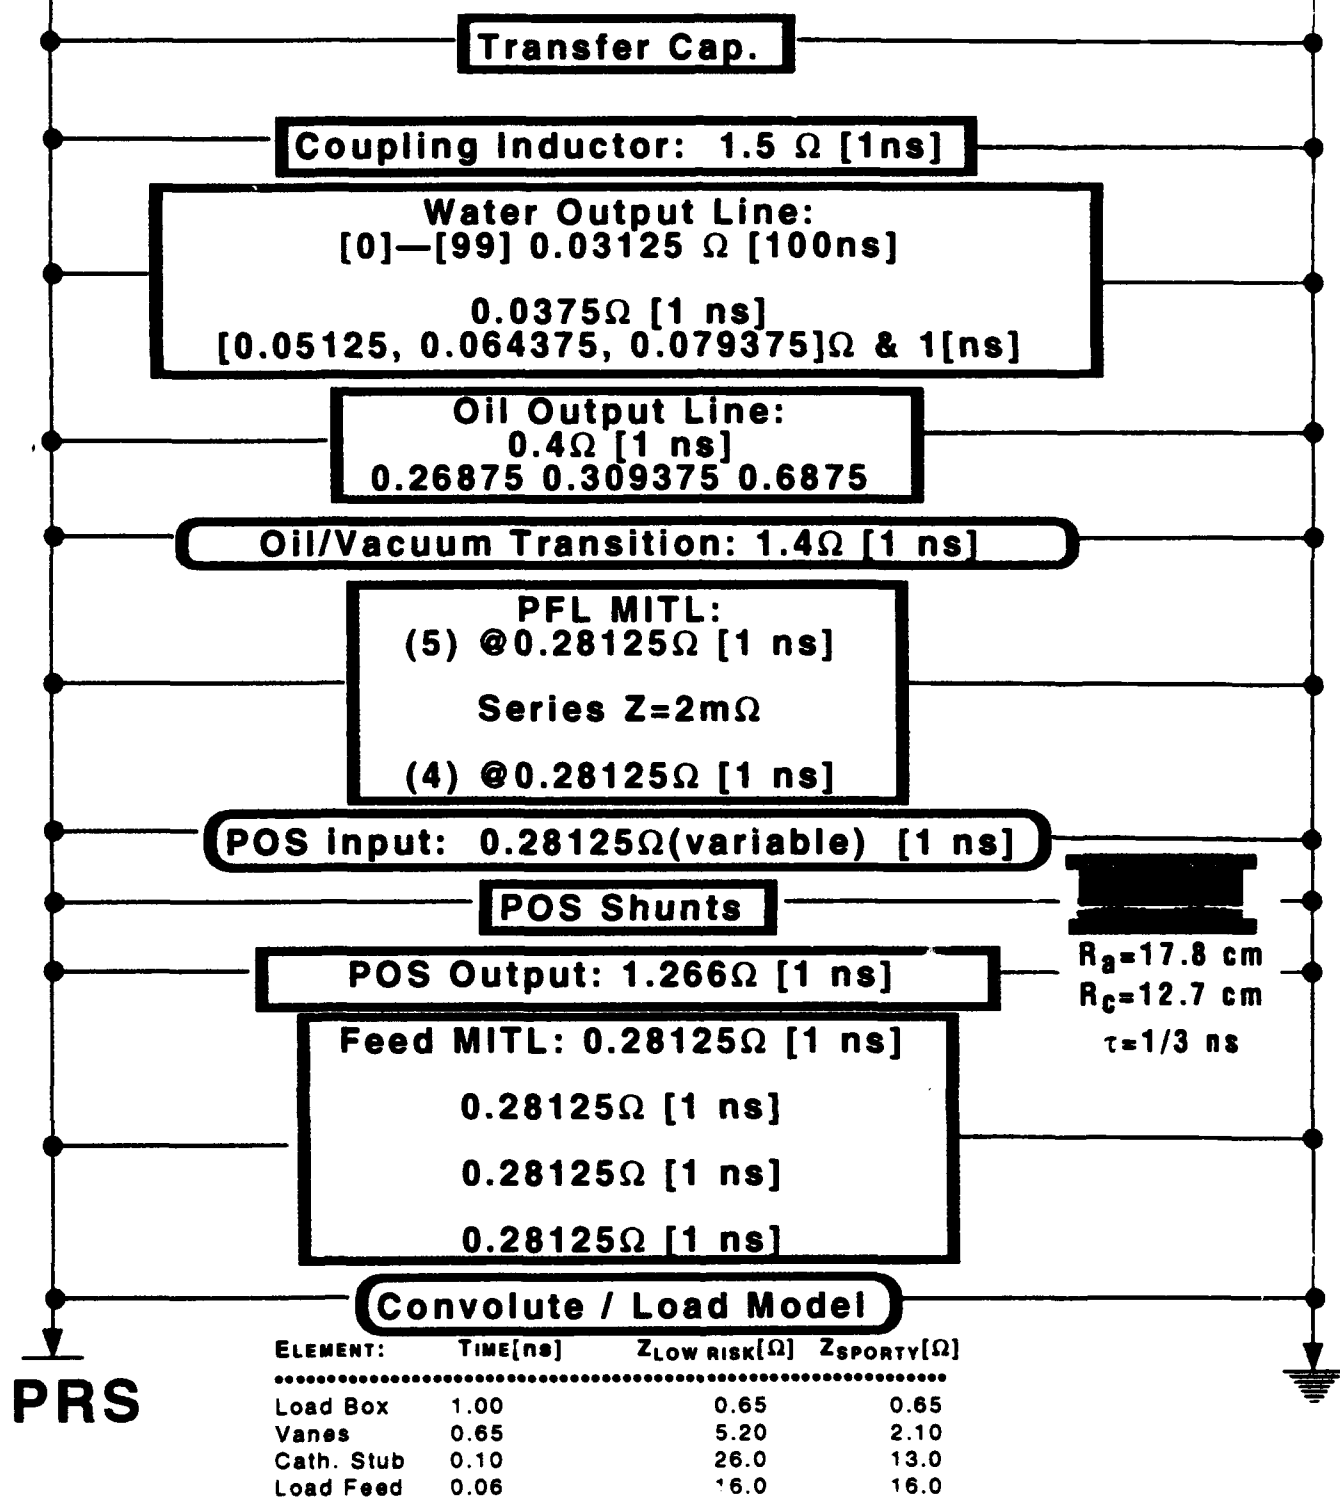 Transfer Cap.
Coupling Inductor: 1.5 Ω [1ns]
Water Output Line:
[0]—[99] 0.03125 Ω [100ns]
0.0375Ω [1 ns]
[0.05125, 0.064375, 0.079375]Ω & 1[ns]
Oil Output Line:
0.4Ω [1 ns]
0.26875 0.309375 0.6875
Oil/Vacuum Transition: 1.4Ω [1 ns]
PFL MITL:
(5) @0.28125Ω [1 ns]
Series Z=2mΩ
(4) @0.28125Ω [1 ns]
POS input: 0.28125Ω(variable) [1 ns]
POS Shunts
POS Output: 1.266Ω [1 ns]
Ra=17.8 cm
Rc=12.7 cm
τ=1/3 ns
Feed MITL: 0.28125Ω [1 ns]
0.28125Ω [1 ns]
0.28125Ω [1 ns]
0.28125Ω [1 ns]
Convolute / Load Model
PRS
ELEMENT: TIME[ns] ZLOW RISK[Ω] ZSPORTY[Ω]
Load Box 1.00 0.65 0.65
Vanes 0.65 5.20 2.10
Cath. Stub 0.10 26.0 13.0
Load Feed 0.06 16.0 16.0